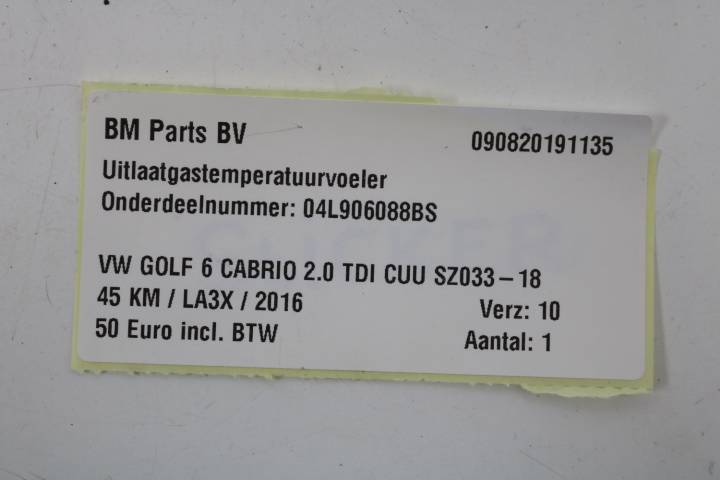 BM Parts BV 090820191135
Uitlaatgastemperatuurvoeler
Onderdeelnummer: 04L906088BS
VW GOLF 6 CABRIO 2.0 TDI CUU SZ033-18
45 KM / LA3X / 2016 Verz: 10
50 Euro incl. BTW Aantal: 1